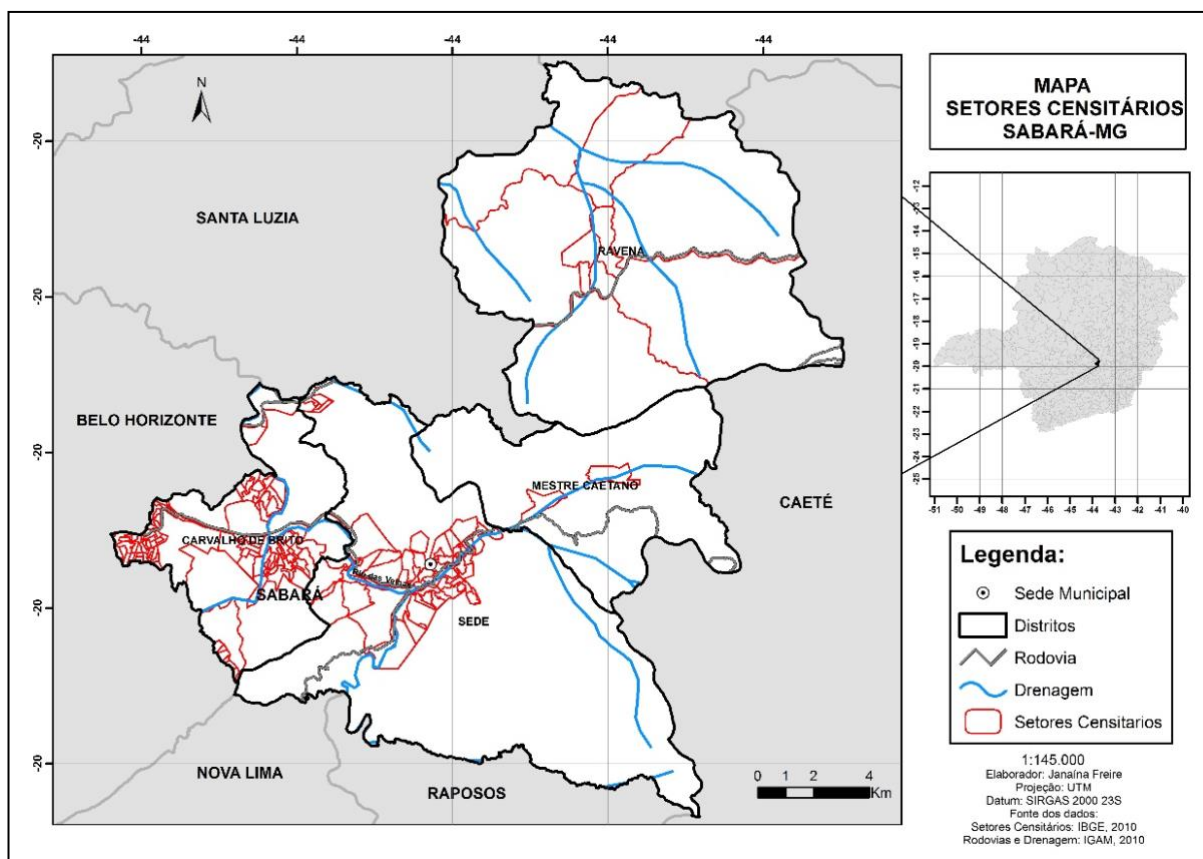 -44 -44 -44 -44 -44
N
-20
-20
-20
-20
-20
SANTA LUZIA
RAVENA
BELO HORIZONTE
MESTRE CAETANO
CAETÉ
CARVALHO DE BRITO
SABARÁ
SEDE
NOVA LIMA
RAPOSOS
0 1 2 4
Km
MAPA
SETORES CENSITÁRIOS
SABARÁ-MG
-12
-13
-14
-15
-16
-17
-18
-19
-20
-21
-22
-23
-24
-25
-51 -50 -49 -48 -47 -46 -45 -44 -43 -42 -41 -40
Legenda:
Sede Municipal
Distritos
Rodovia
Drenagem
Setores Censitarios
1:145.000
Elaborador: Janaína Freire
Projeção: UTM
Datum: SIRGAS 2000 23S
Fonte dos dados:
Setores Censitários: IBGE, 2010
Rodovias e Drenagem: IGAM, 2010